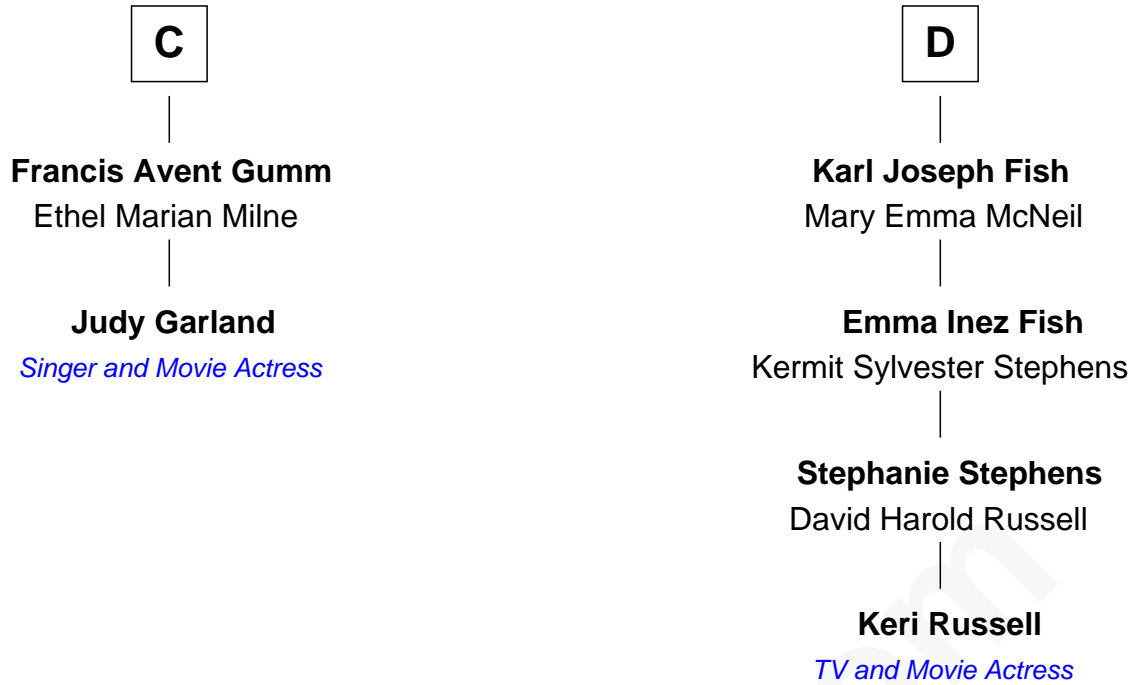 C
Francis Avent Gumm
Ethel Marian Milne
Judy Garland
Singer and Movie Actress
D
Karl Joseph Fish
Mary Emma McNeil
Emma Inez Fish
Kermit Sylvester Stephens
Stephanie Stephens
David Harold Russell
Keri Russell
TV and Movie Actress